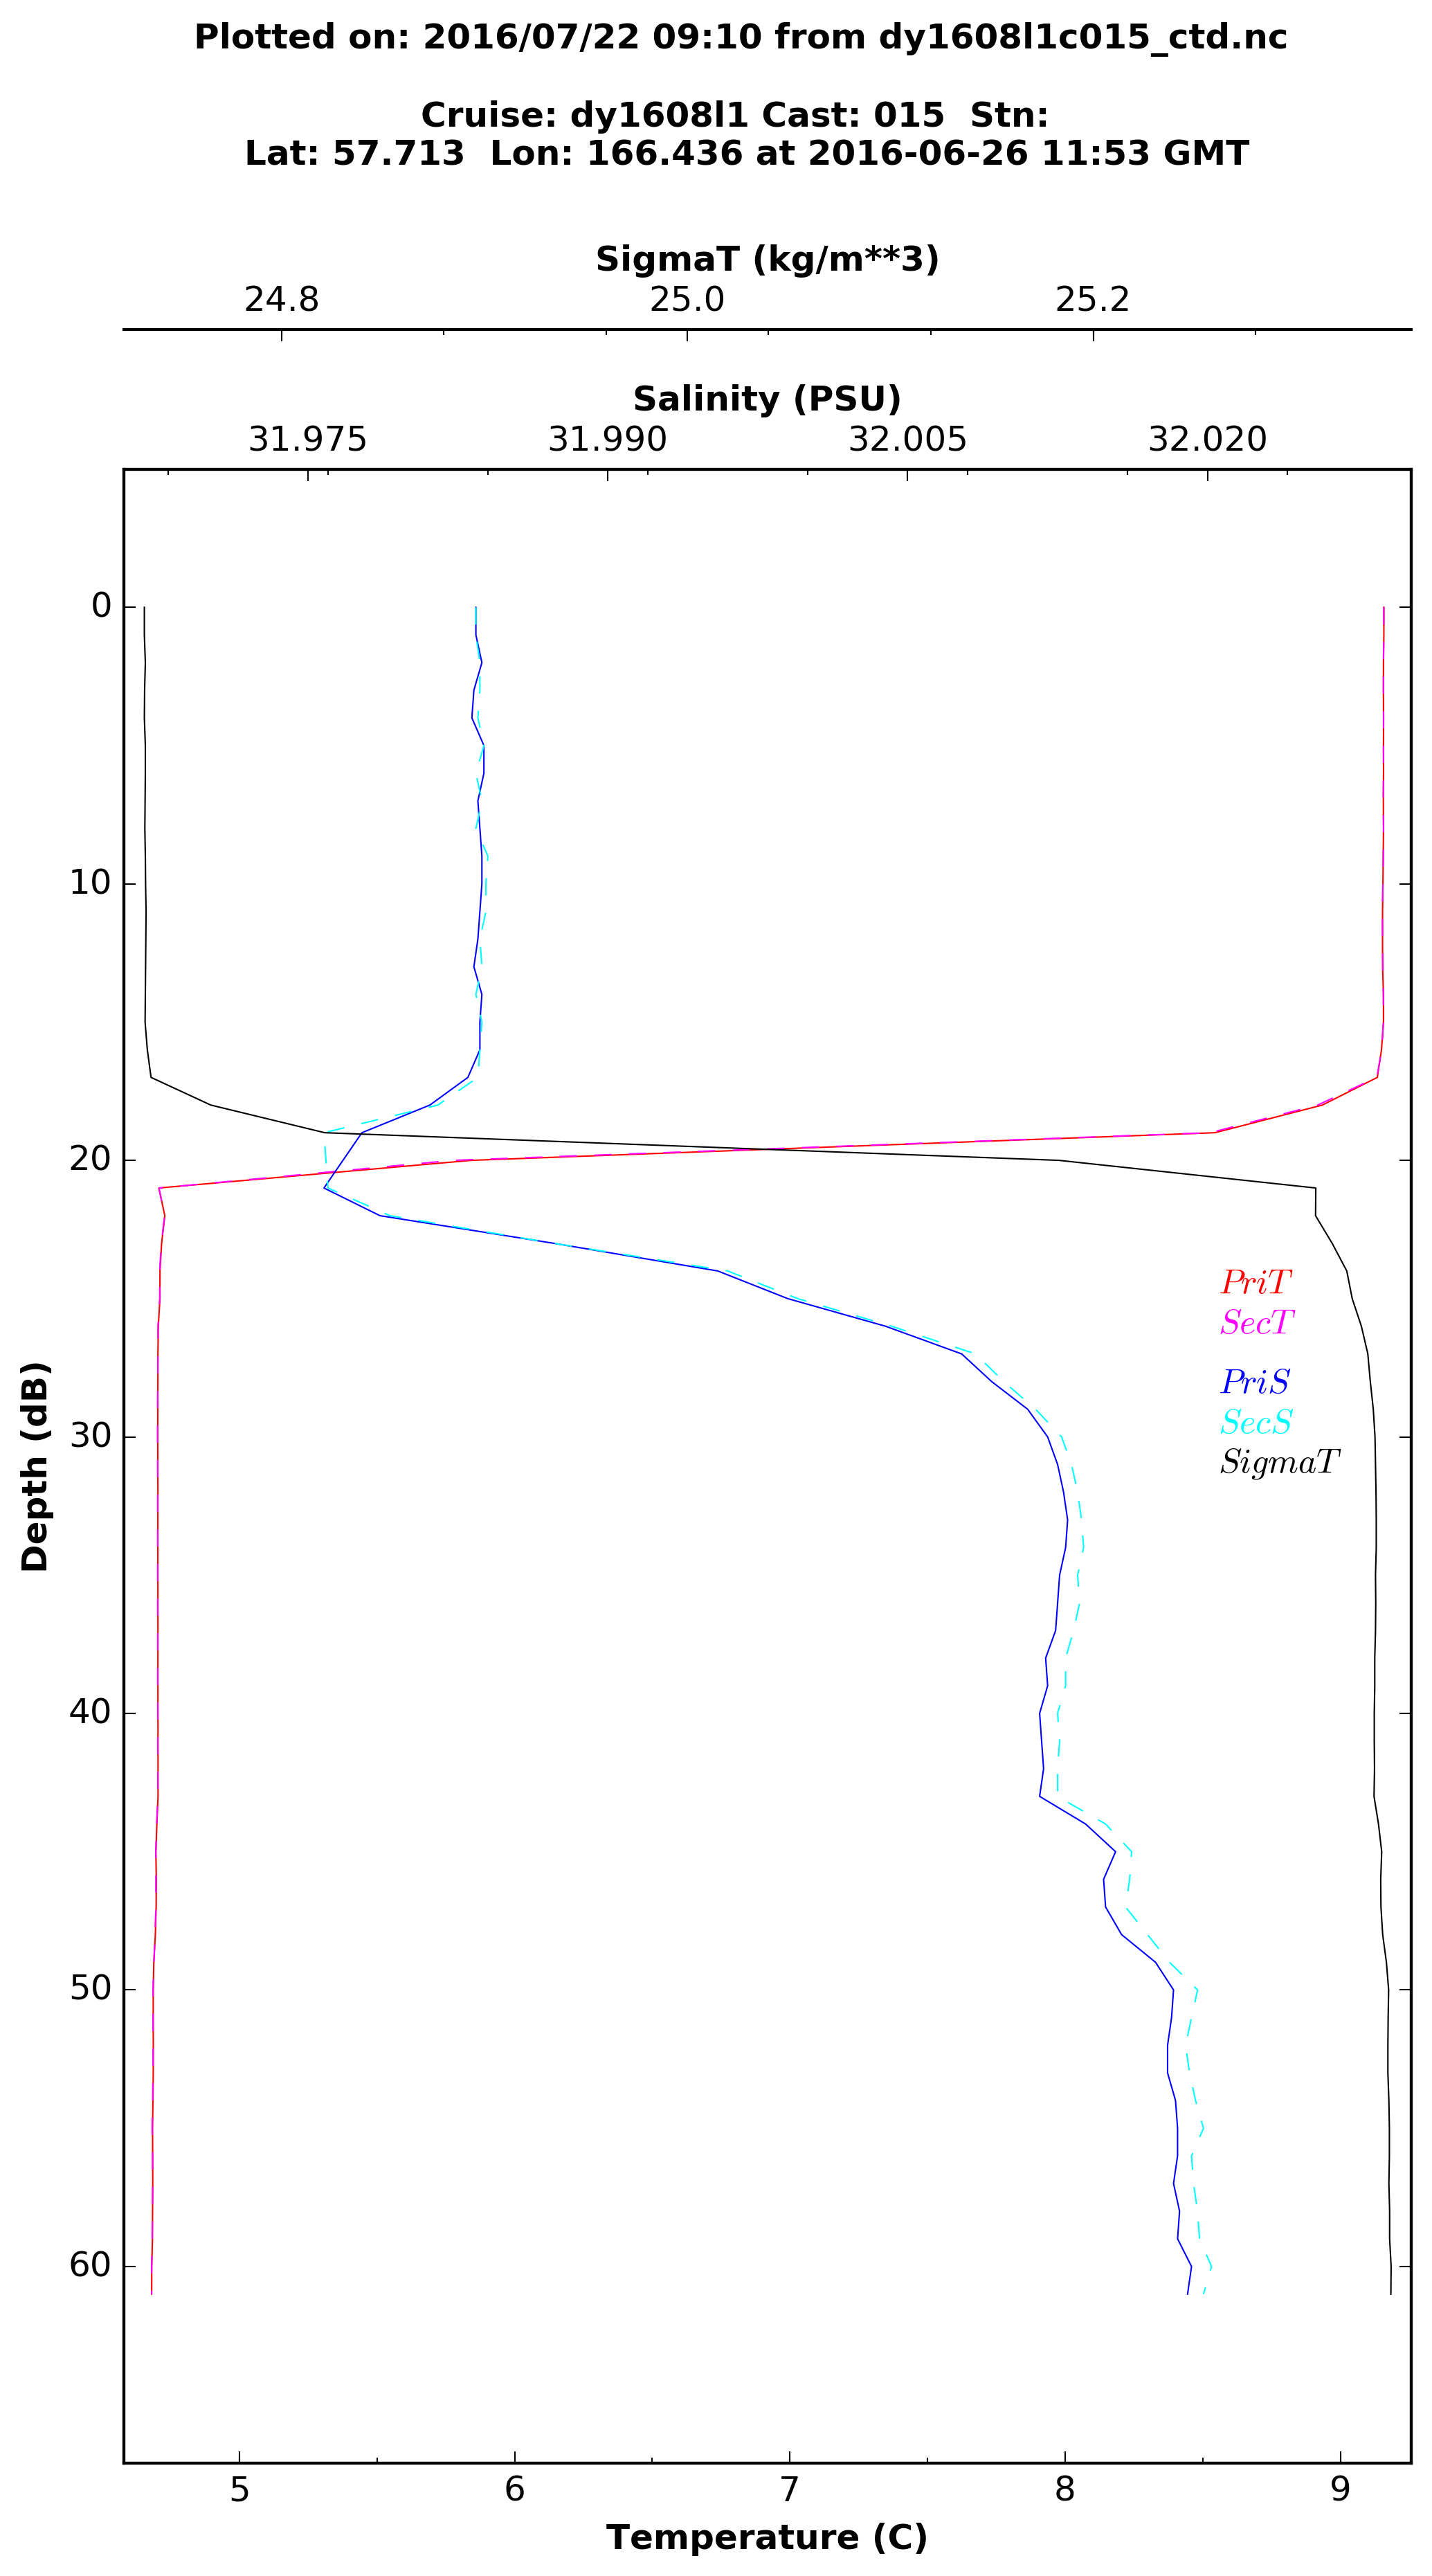 Plotted on: 2016/07/22 09:10 from dy1608l1c015_ctd.nc
Cruise: dy1608l1 Cast: 015  Stn:
Lat: 57.713  Lon: 166.436 at 2016-06-26 11:53 GMT
SigmaT (kg/m**3)
24.8 25.0 25.2
Salinity (PSU)
31.975 31.990 32.005 32.020
0
10
20
30
40
50
60
Depth (dB)
PriT
SecT
PriS
SecS
SigmaT
5 6 7 8 9
Temperature (C)